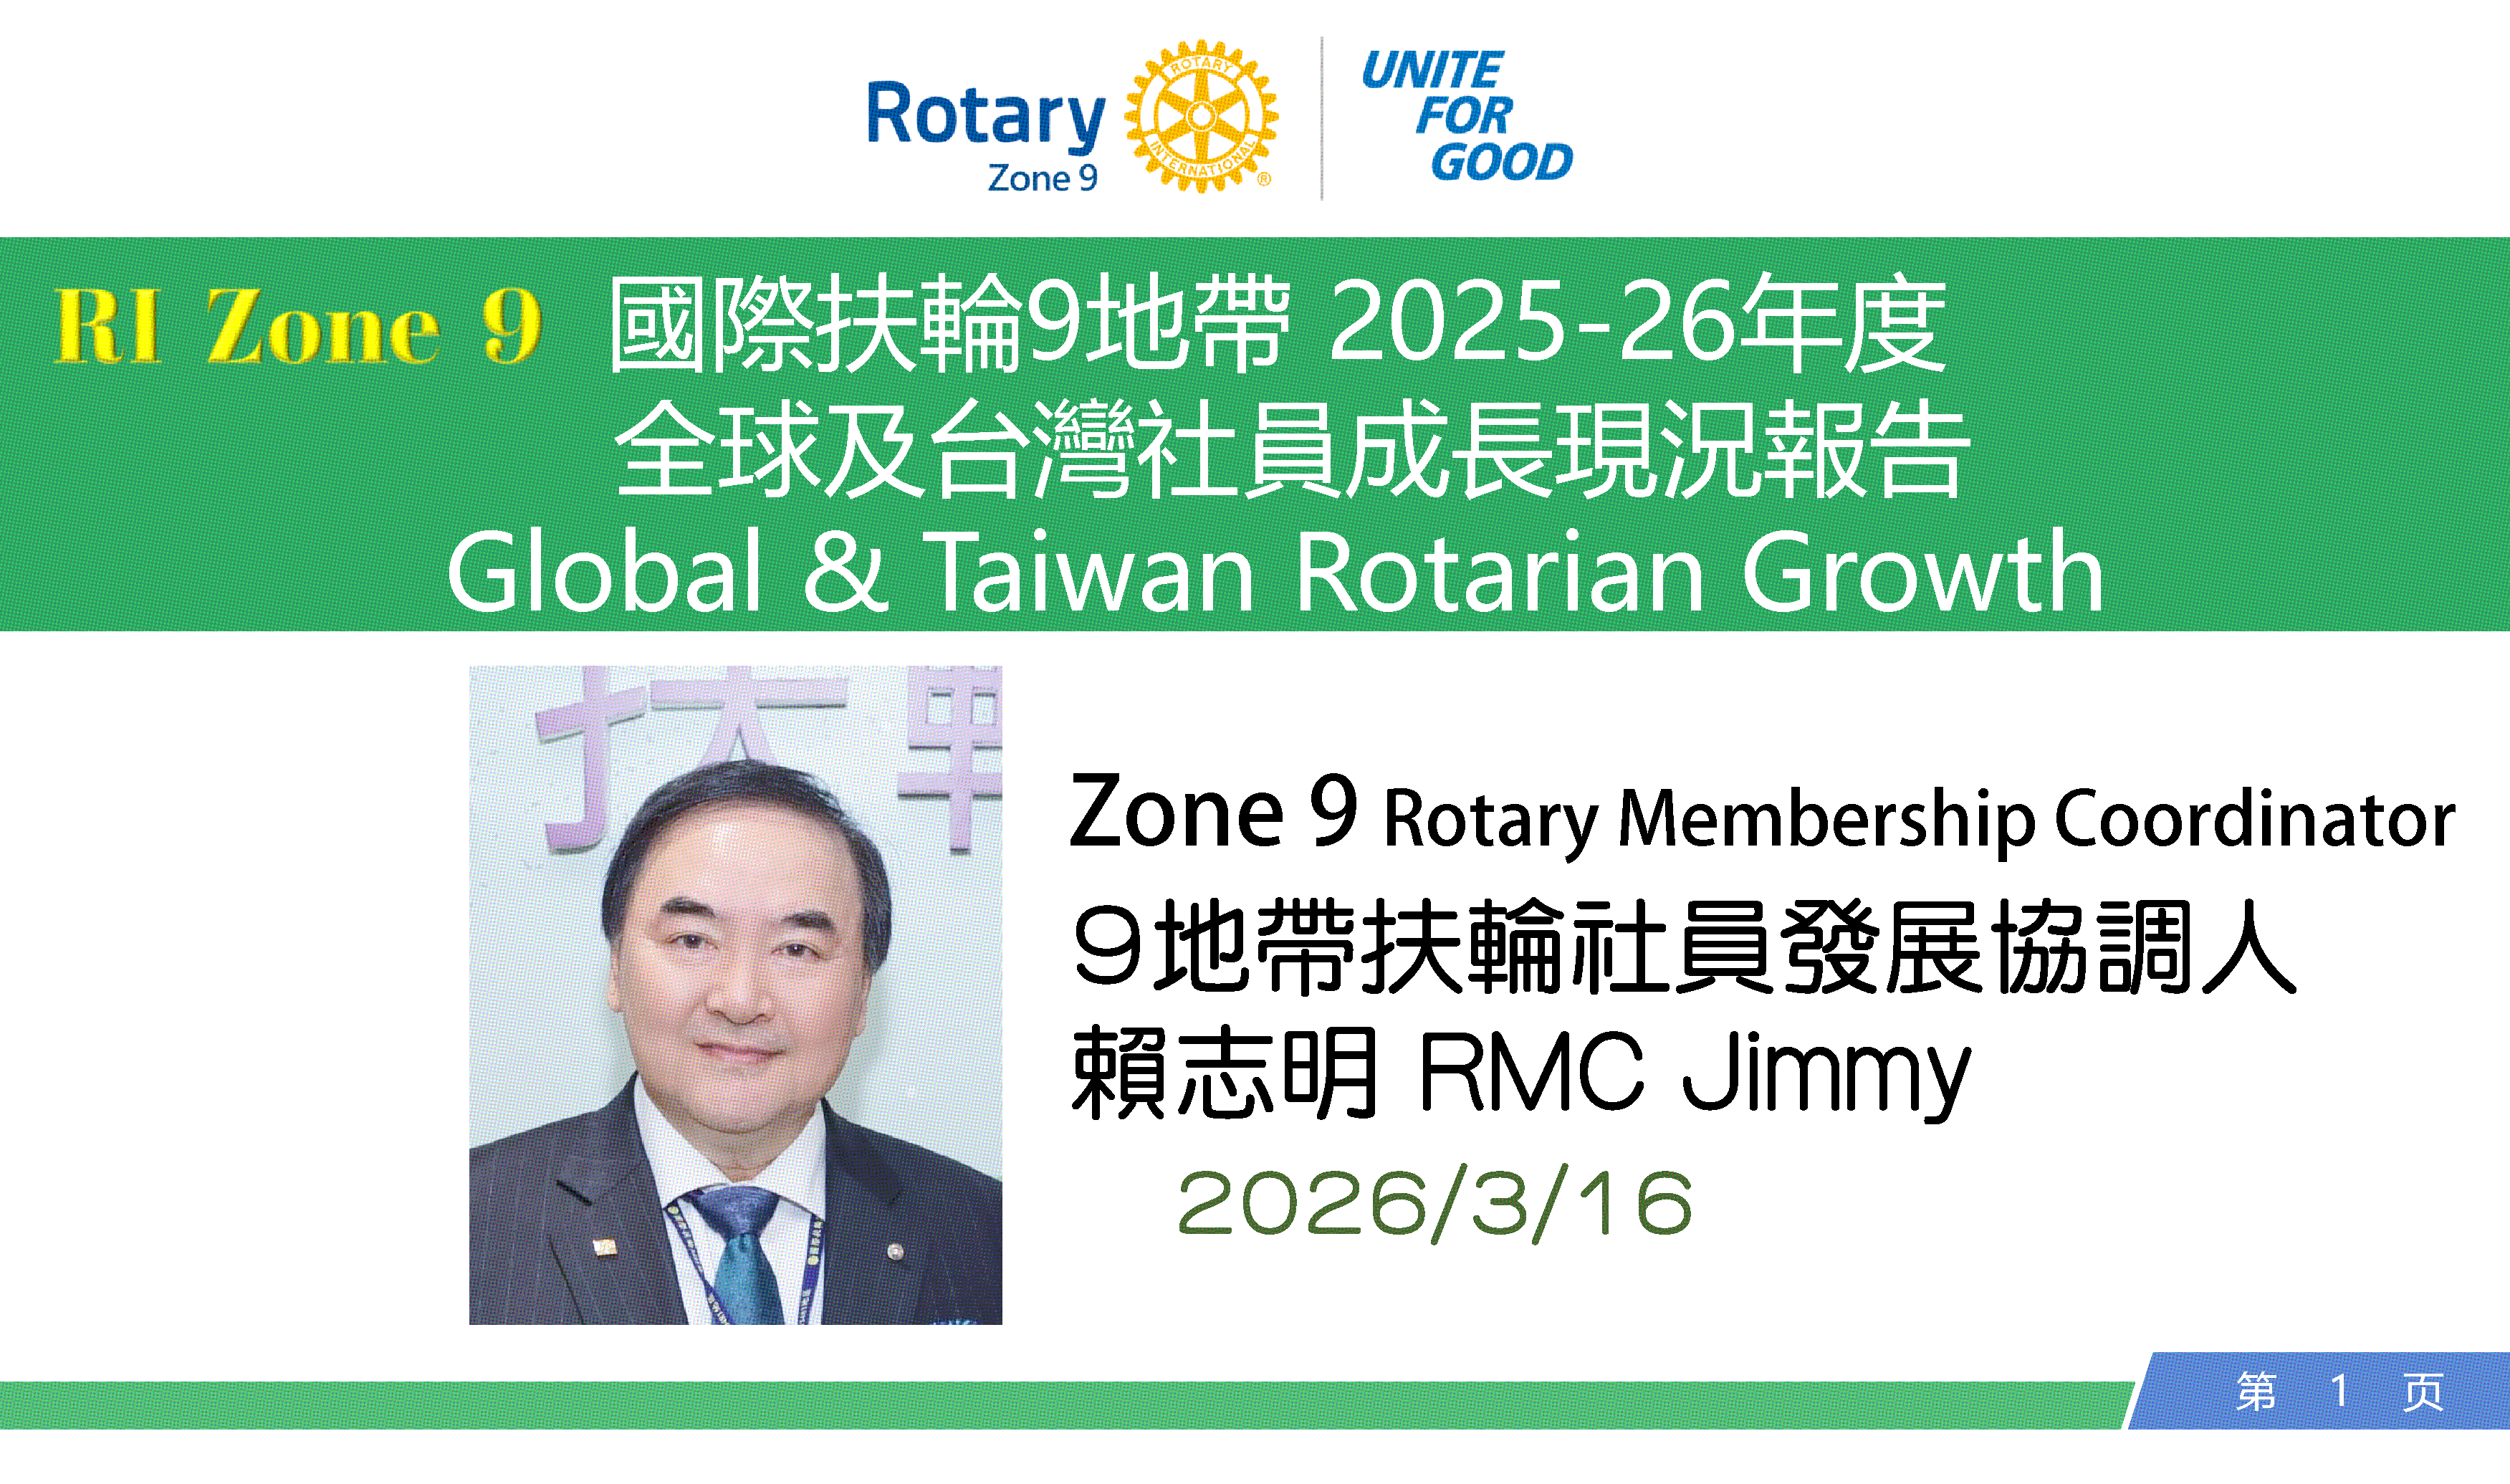 Rotary
Zone 9
ROTARY
INTERNATIONAL
®
UNITE
FOR
GOOD
RI Zone 9 國際扶輪9地帶 2025-26年度
全球及台灣社員成長現況報告
Global & Taiwan Rotarian Growth
扶
Zone 9 Rotary Membership Coordinator
9地帶扶輪社員發展協調人
賴志明 RMC Jimmy
2026/3/16
第 1 页